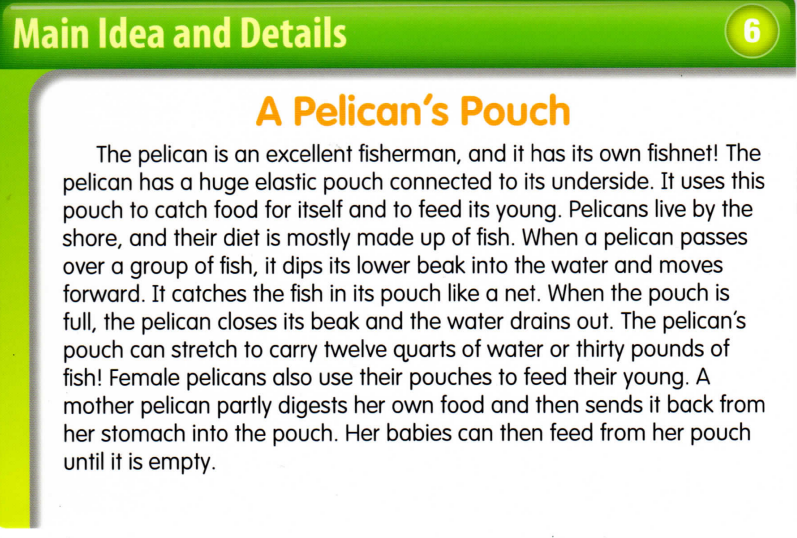 Main Idea and Details
6
A Pelican's Pouch
The pelican is an excellent fisherman, and it has its own fishnet! The
pelican has a huge elastic pouch connected to its underside. It uses this
pouch to catch food for itself and to feed its young. Pelicans live by the
shore, and their diet is mostly made up of fish. When a pelican passes
over a group of fish, it dips its lower beak into the water and moves
forward. It catches the fish in its pouch like a net. When the pouch is
full, the pelican closes its beak and the water drains out. The pelican's
pouch can stretch to carry twelve quarts of water or thirty pounds of
fish! Female pelicans also use their pouches to feed their young. A
mother pelican partly digests her own food and then sends it back from
her stomach into the pouch. Her babies can then feed from her pouch
until it is empty.